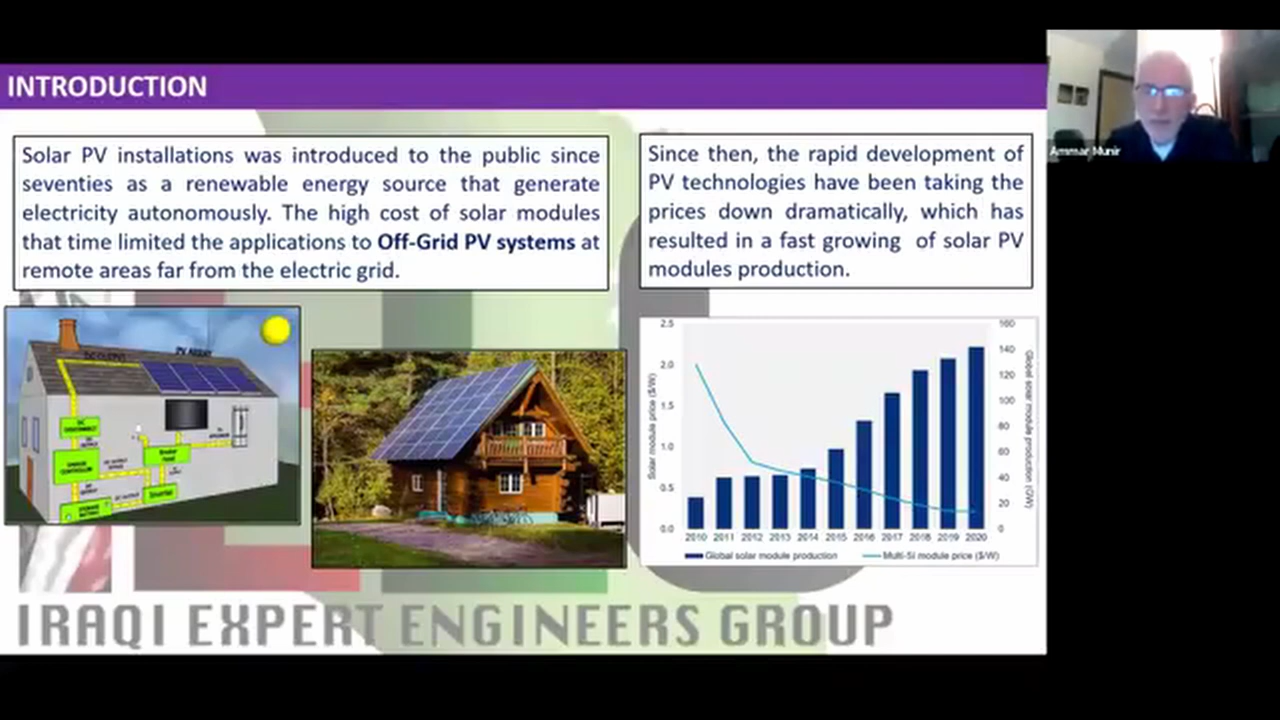 INTRODUCTION
Solar PV installations was introduced to the public since
seventies as a renewable energy source that generate
electricity autonomously. The high cost of solar modules
that time limited the applications to Off-Grid PV systems at
remote areas far from the electric grid.
Since then, the rapid development of
PV technologies have been taking the
prices down dramatically, which has
resulted in a fast growing of solar PV
modules production.
Ammar Munir
PV ARRAY
Inverter
2.5
2.0
1.5
1.0
0.5
0.0
Solar module price ($/W)
160
140
120
100
80
60
40
20
0
Global solar module production (GW)
2010 2011 2012 2013 2014 2015 2016 2017 2018 2019 2020
Global solar module production Multi-Si module price ($/W)
IRAQI EXPERT ENGINEERS GROUP